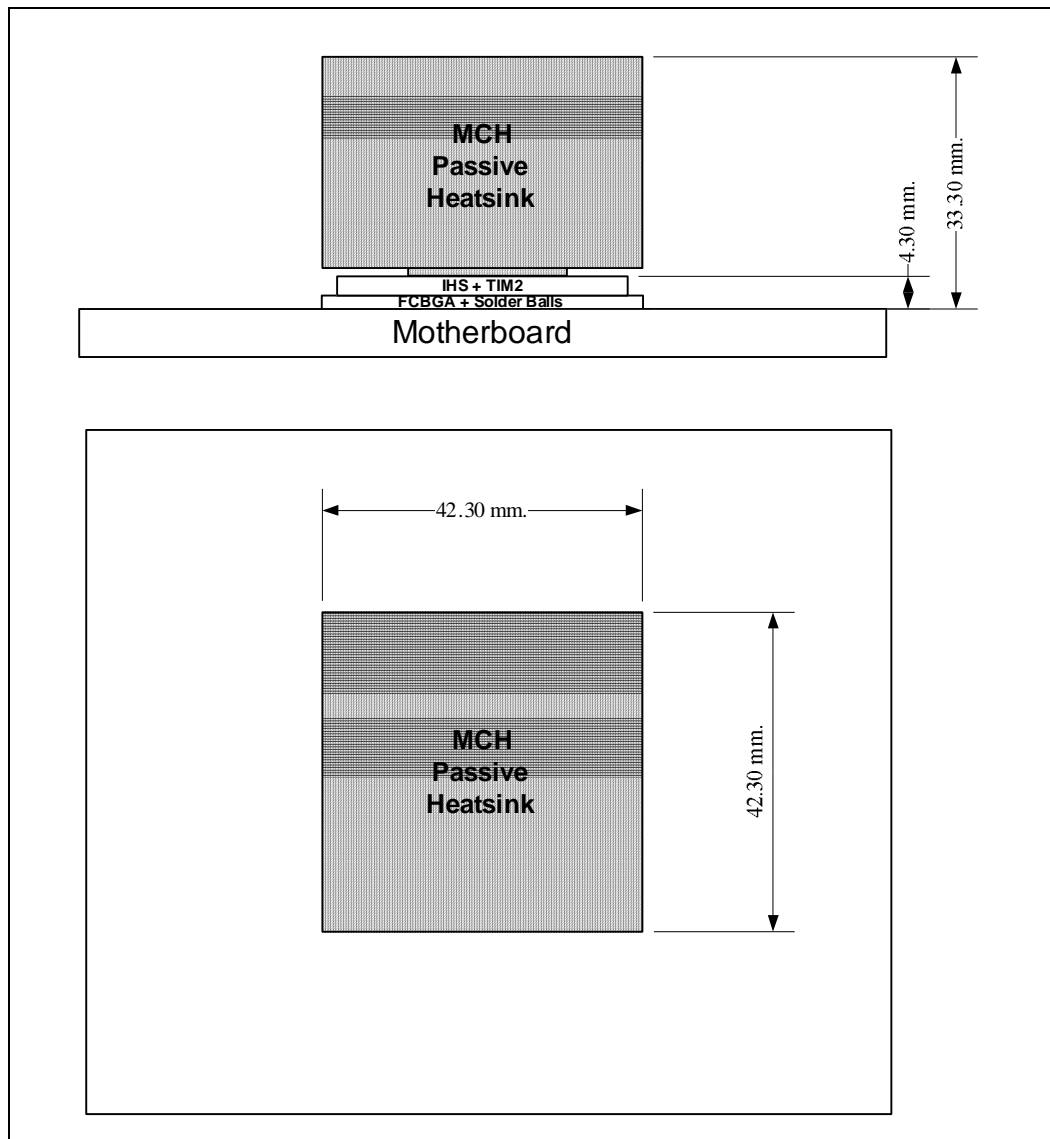 MCH
Passive
Heatsink
33.30 mm.
4.30 mm.
IHS + TIM2
FCBGA + Solder Balls
Motherboard
42.30 mm.
MCH
Passive
Heatsink
42.30 mm.